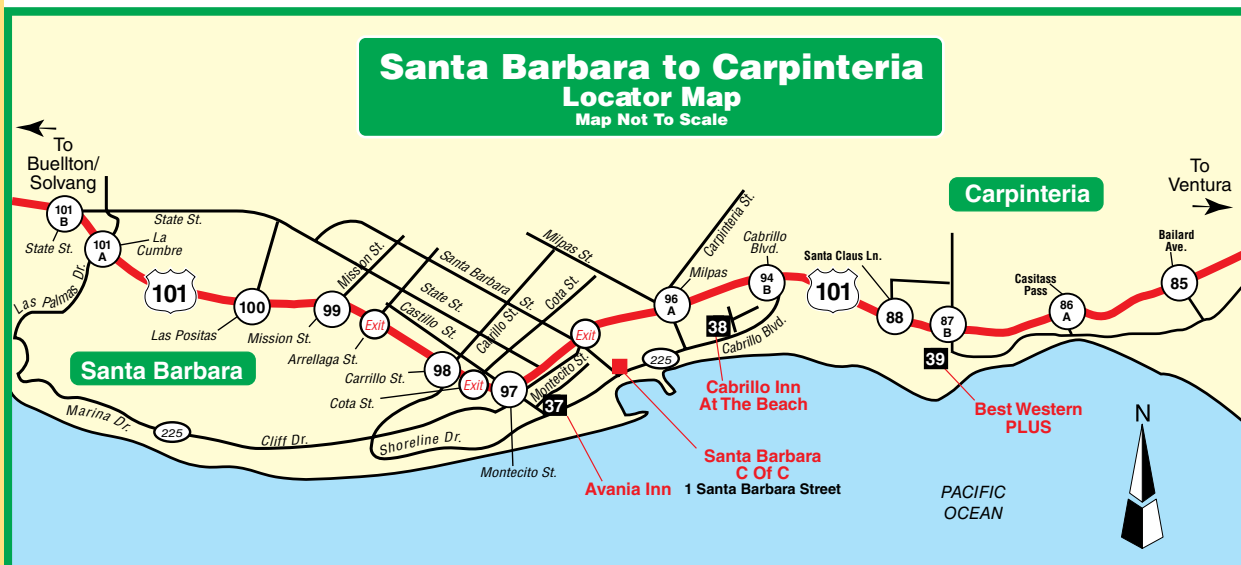 Santa Barbara to Carpinteria
Locator Map
Map Not To Scale
To
Buellton/
Solvang
To
Ventura
Carpinteria
Santa Barbara
101
B
State St.
State St.
101
A
La
Cumbre
Las Palmas Dr.
101
100
Las Positas
99
Mission St.
Mission St.
Exit
Arrellaga St.
98
Carrillo St.
Exit
Cota St.
97
Montecito St.
Castillo St.
State St.
Santa Barbara St.
Carrillo St.
Cota St.
Montecito St.
Exit
Milpas St.
Carpinteria St.
96
A
Milpas
Cabrillo
Blvd.
94
B
101
Santa Claus Ln.
88
87
B
Casitass
Pass
86
A
Bailard
Ave.
85
38
Cabrillo Blvd.
225
37
39
Marina Dr.
225
Cliff Dr.
Shoreline Dr.
Cabrillo Inn
At The Beach
Best Western
PLUS
Santa Barbara
C Of C
1 Santa Barbara Street
Avania Inn
PACIFIC
OCEAN
N